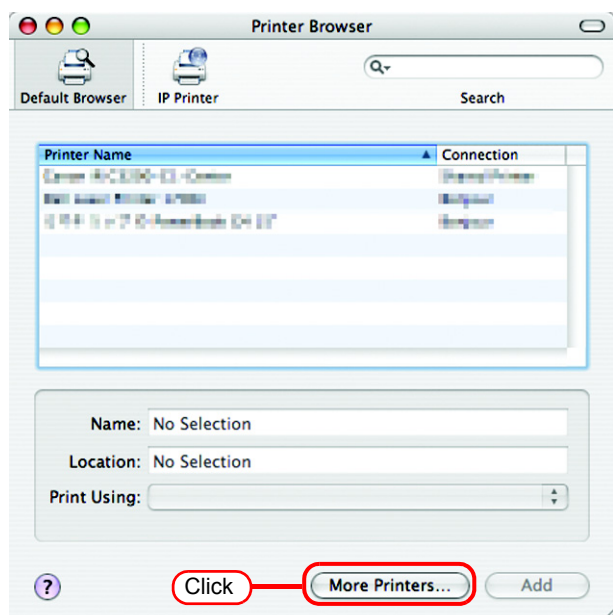 Printer Browser
Default Browser
IP Printer
Search
Printer Name
Connection
Name: No Selection
Location: No Selection
Print Using:
?
Click
More Printers...
Add